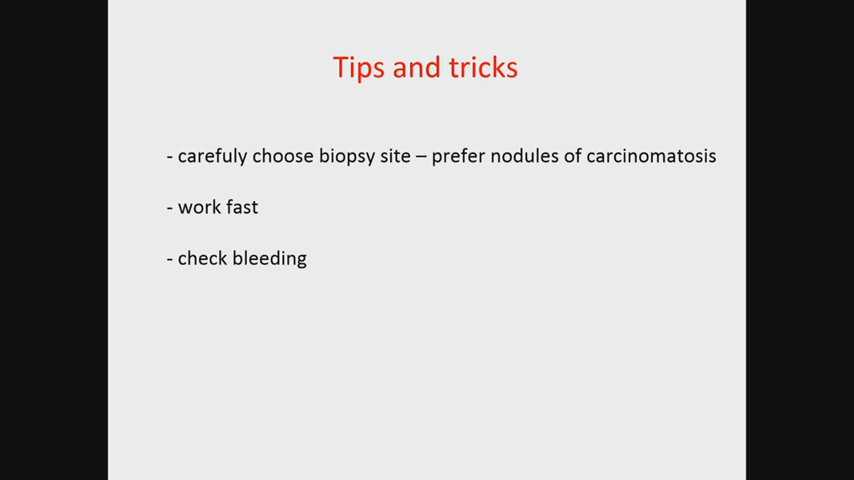 Tips and tricks
- carefuly choose biopsy site – prefer nodules of carcinomatosis
- work fast
- check bleeding